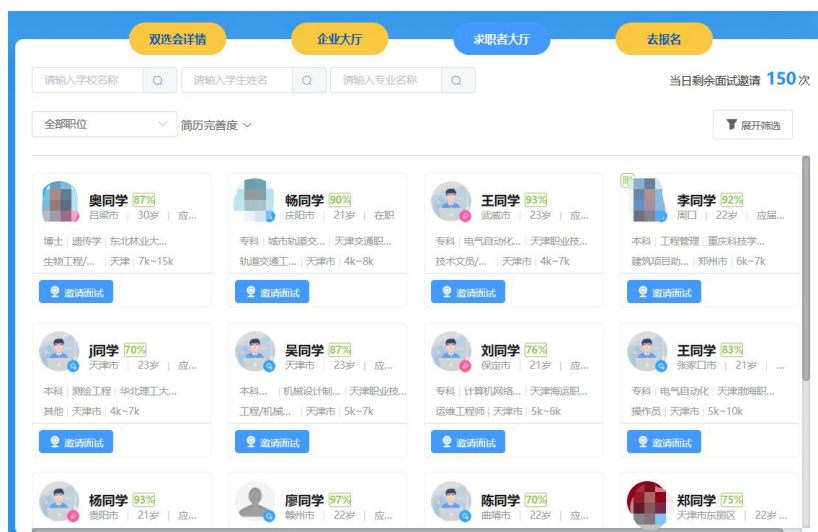 双选会详情 企业大厅 求职者大厅 去报名
请输入学校名称 请输入学生姓名 请输入专业名称 当日剩余面试邀请 150 次
全部职位 简历完善度 展开筛选
奥同学 87% 杨同学 90% 王同学 93% 附 李同学 92%
吕梁市 | 30岁 | 应... 庆阳市 | 21岁 | 在职 武威市 | 23岁 | 应... 周口 | 22岁 | 应届...
博士 | 遗传学 | 东北林业大... 专科 | 城市轨道交... | 天津交通职... 专科 | 电气自动化... | 天津职业技... 本科 | 工程管理 | 重庆科技学...
生物工程/... | 天津 | 7k~15k 轨道交通工... | 天津市 | 4k~8k 技术文员/... | 天津市 | 4k~7k 建筑项目助... | 郑州市 | 6k~7k
邀请面试 邀请面试 邀请面试 邀请面试
j同学 70% 吴同学 87% 刘同学 76% 王同学 83%
天津市 | 23岁 | 应... 天津市 | 23岁 | 应... 保定市 | 21岁 | 应... 张家口市 | 21岁 | ...
本科 | 测绘工程 | 华北理工大... 本科... | 机械设计制... | 天津职业技... 专科 | 计算机网络... | 天津海运职... 专科 | 电气自动化 | 天津渤海职...
其他 | 天津市 | 4k~7k 工程/机械... | 天津市 | 5k~7k 运维工程师 | 天津市 | 5k~6k 操作员 | 天津市 | 5k~10k
邀请面试 邀请面试 邀请面试 邀请面试
杨同学 93% 廖同学 97% 陈同学 70% 郑同学 75%
贵阳市 | 21岁 | 应... 赣州市 | 22岁 | 应... 曲靖市 | 22岁 | 应... 天津市东丽区 | 22岁 ...